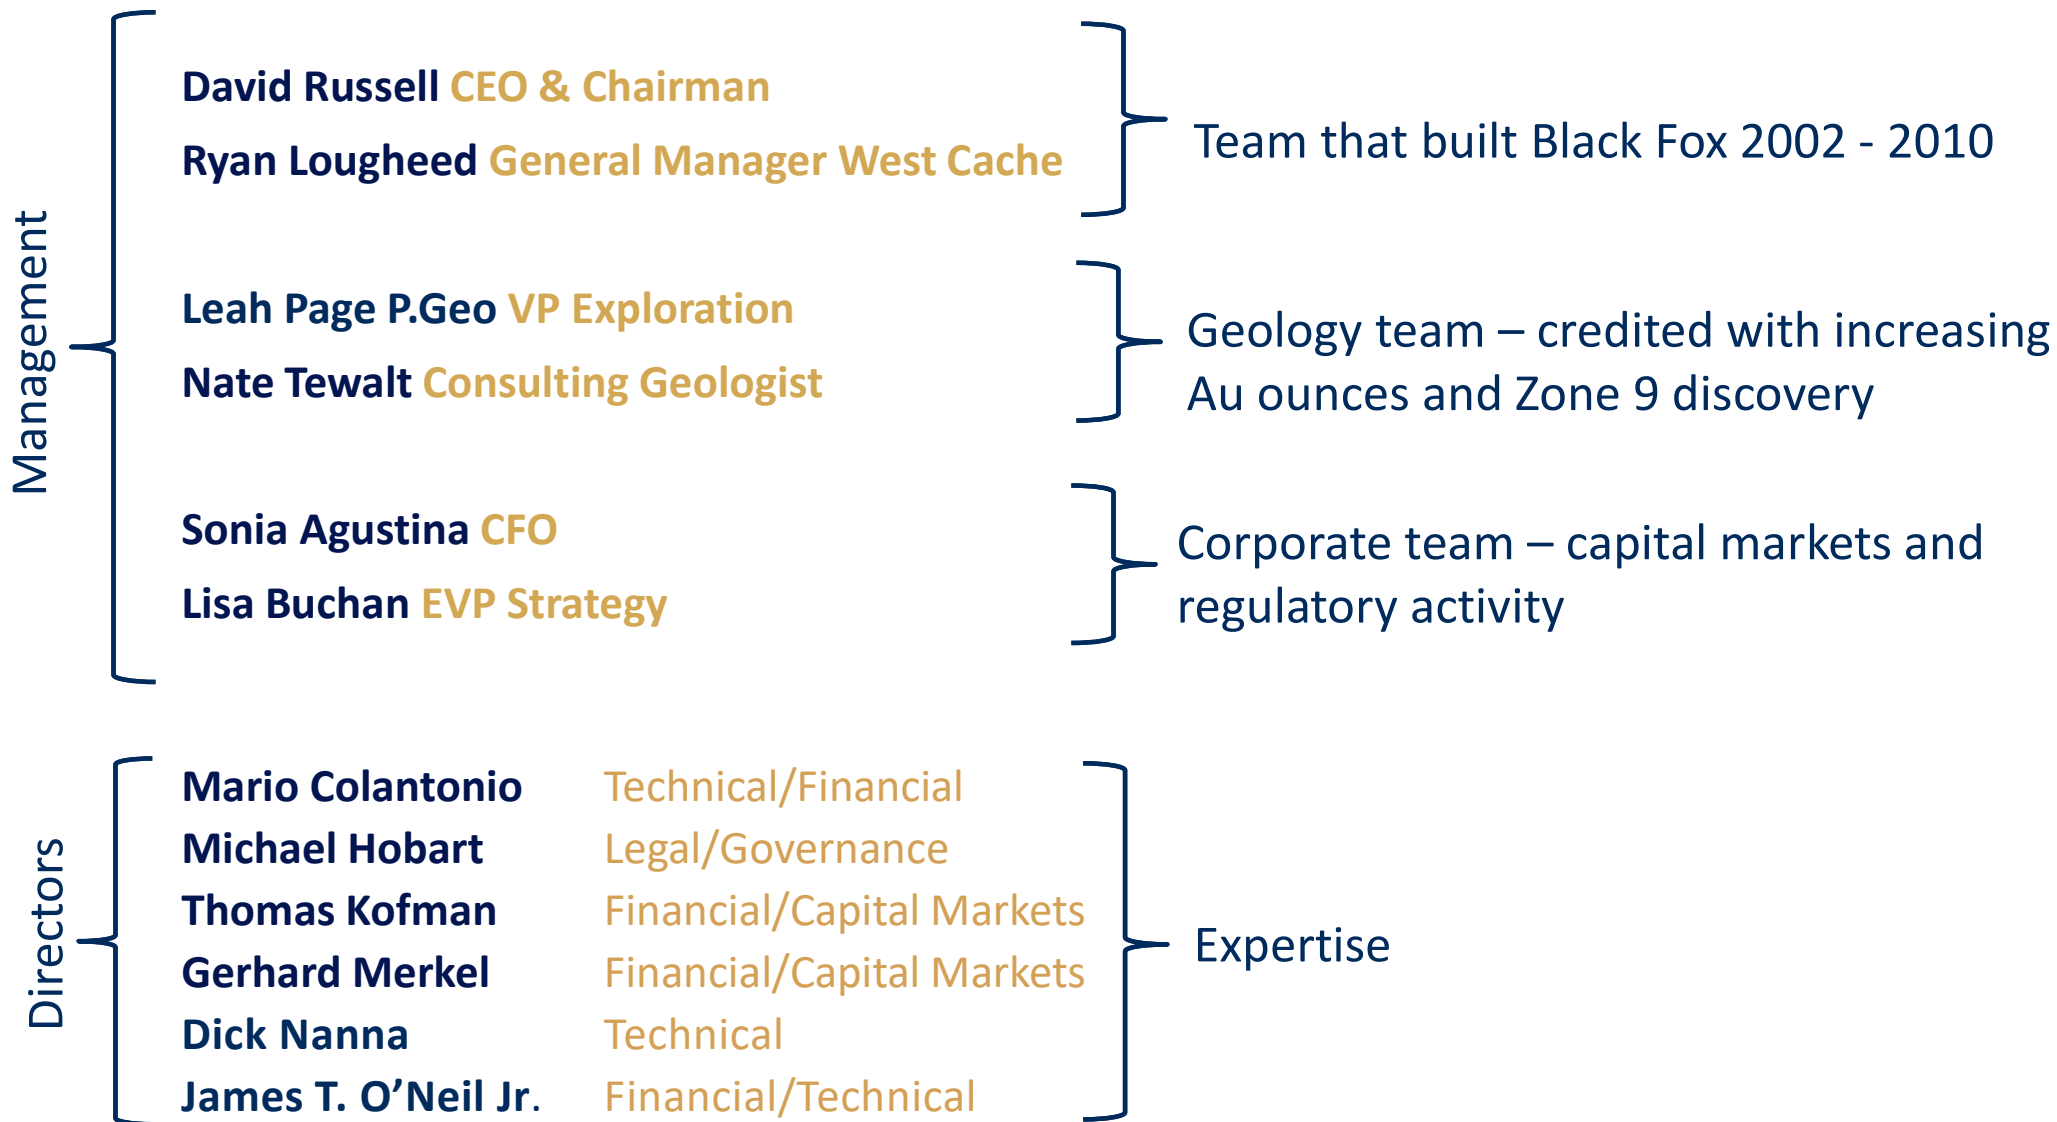 Management
David Russell CEO & Chairman
Ryan Lougheed General Manager West Cache
Team that built Black Fox 2002 - 2010
Leah Page P.Geo VP Exploration
Nate Tewalt Consulting Geologist
Geology team – credited with increasing
Au ounces and Zone 9 discovery
Sonia Agustina CFO
Lisa Buchan EVP Strategy
Corporate team – capital markets and
regulatory activity
Directors
Mario Colantonio Technical/Financial
Michael Hobart Legal/Governance
Thomas Kofman Financial/Capital Markets
Gerhard Merkel Financial/Capital Markets
Dick Nanna Technical
James T. O’Neil Jr. Financial/Technical
Expertise